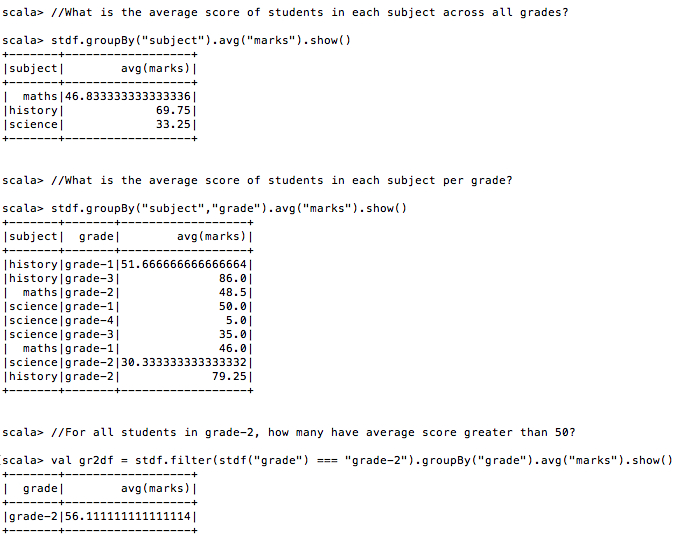 scala> //What is the average score of students in each subject across all grades?
scala> stdf.groupBy("subject").avg("marks").show()
+-------+------------------+
|subject|        avg(marks)|
+-------+------------------+
|  maths|46.833333333333336|
|history|             69.75|
|science|             33.25|
+-------+------------------+
scala> //What is the average score of students in each subject per grade?
scala> stdf.groupBy("subject","grade").avg("marks").show()
+-------+-------+------------------+
|subject|  grade|        avg(marks)|
+-------+-------+------------------+
|history|grade-1|51.666666666666664|
|history|grade-3|              86.0|
|  maths|grade-2|              48.5|
|science|grade-1|              50.0|
|science|grade-4|               5.0|
|science|grade-3|              35.0|
|  maths|grade-1|              46.0|
|science|grade-2|30.333333333333332|
|history|grade-2|             79.25|
+-------+-------+------------------+
scala> //For all students in grade-2, how many have average score greater than 50?
scala> val gr2df = stdf.filter(stdf("grade") === "grade-2").groupBy("grade").avg("marks").show()
+-------+------------------+
|  grade|        avg(marks)|
+-------+------------------+
|grade-2|56.111111111111114|
+-------+------------------+